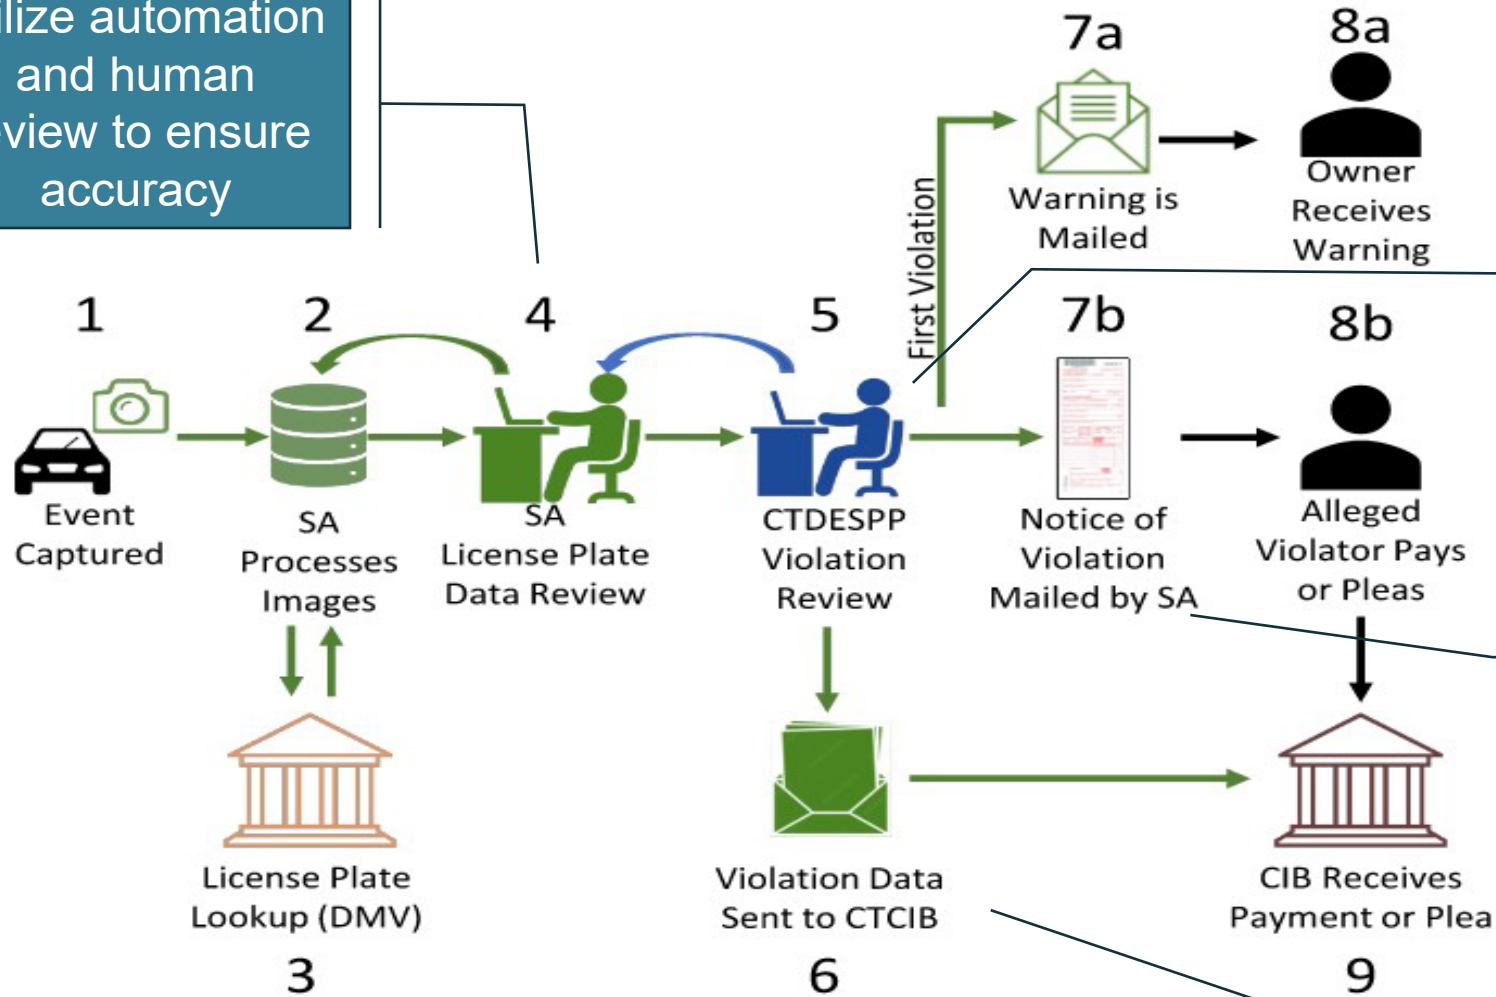 and human
accuracy
automation
to ensure
7a
Warning is
Mailed
8a
Owner
Receives
Warning
First Violation
1
Event
Captured
2
SA
Processes
Images
4
SA
License Plate
Data Review
5
CTDESPP
Violation
Review
7b
Notice of
Violation
Mailed by SA
8b
Alleged
Violator Pays
or Pleas
License Plate
Lookup (DMV)
3
Violation Data
Sent to CTCIB
6
CIB Receives
Payment or Plea
9